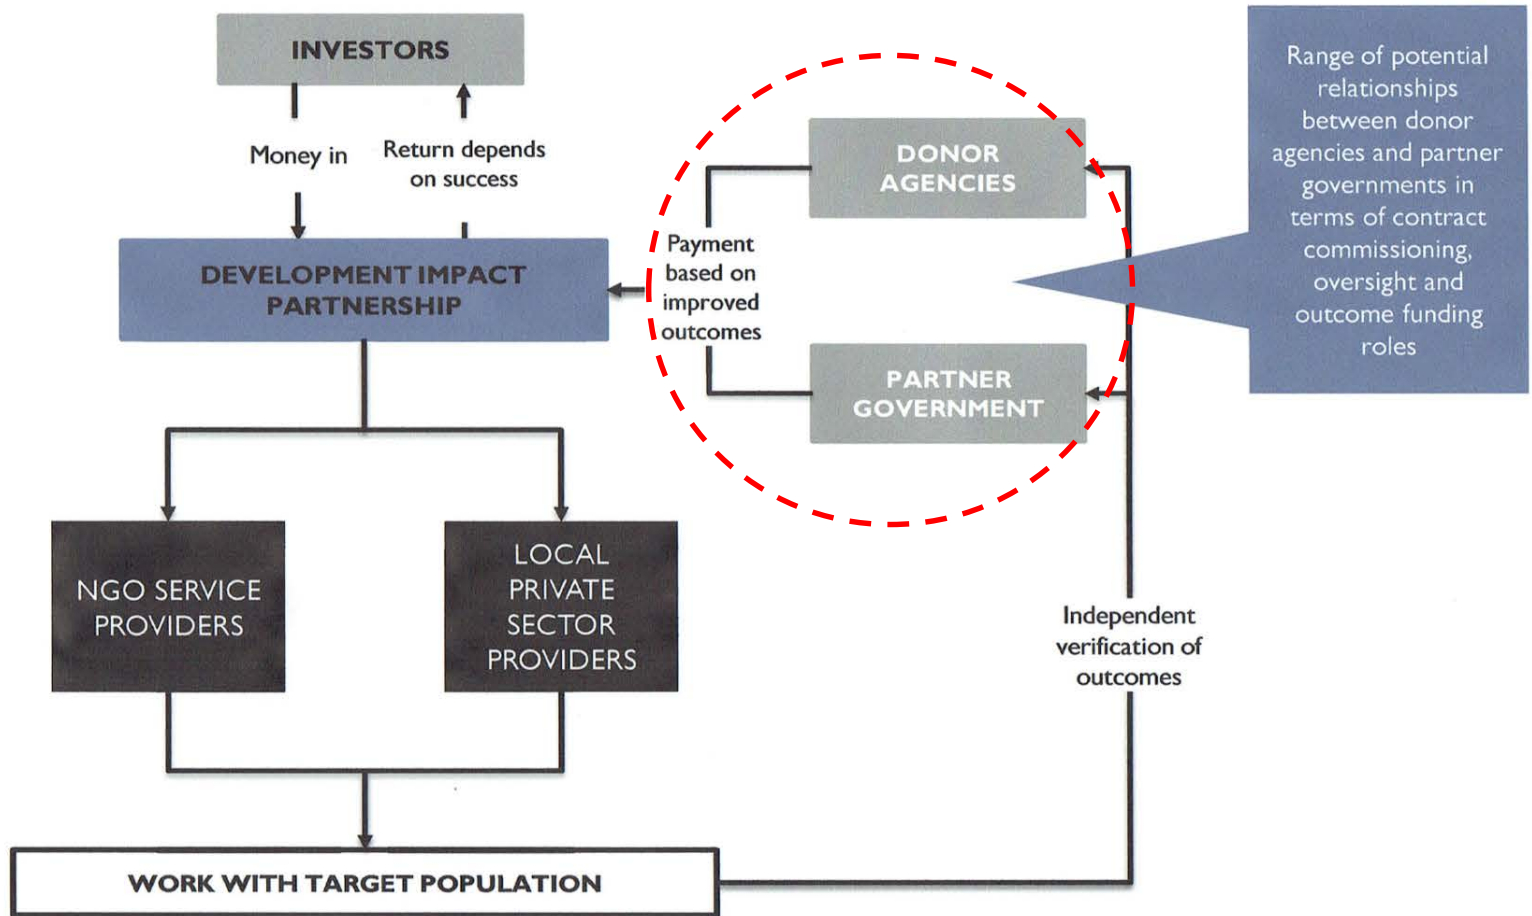 INVESTORS
Money in
Return depends
on success
DEVELOPMENT IMPACT
PARTNERSHIP
Payment
based on
improved
outcomes
DONOR
AGENCIES
PARTNER
GOVERNMENT
Range of potential
relationships
between donor
agencies and partner
governments in
terms of contract
commissioning,
oversight and
outcome funding
roles
NGO SERVICE
PROVIDERS
LOCAL
PRIVATE
SECTOR
PROVIDERS
Independent
verification of
outcomes
WORK WITH TARGET POPULATION